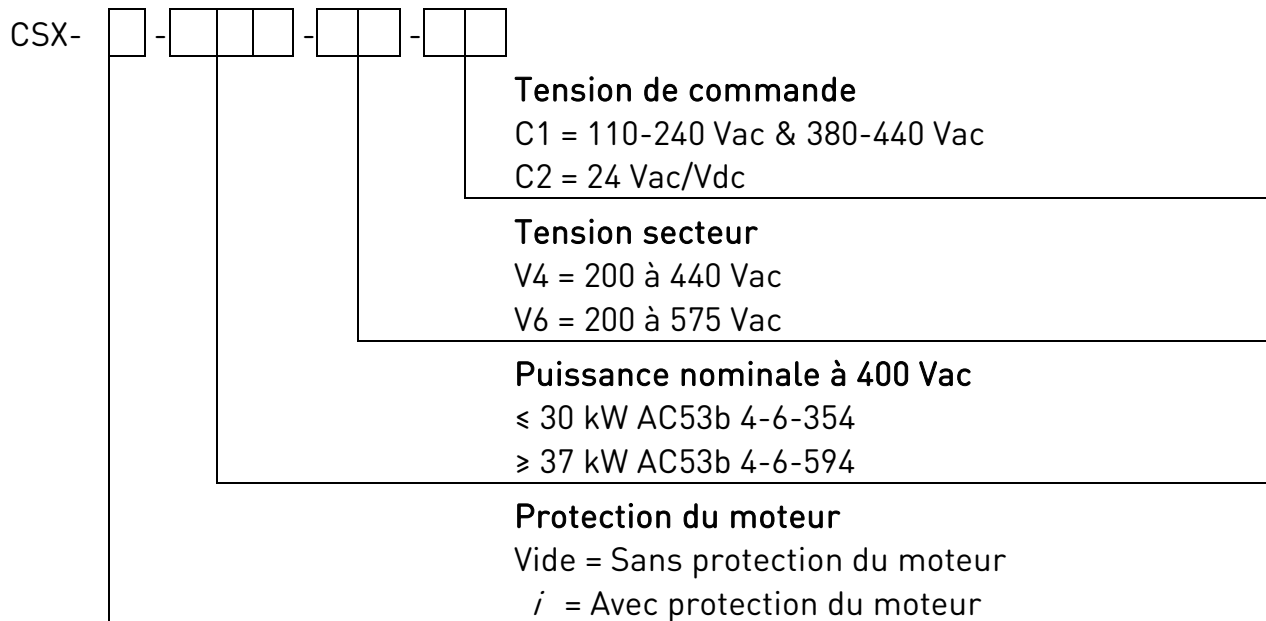 CSX- - - -
Tension de commande
C1 = 110-240 Vac & 380-440 Vac
C2 = 24 Vac/Vdc
Tension secteur
V4 = 200 à 440 Vac
V6 = 200 à 575 Vac
Puissance nominale à 400 Vac
≤ 30 kW AC53b 4-6-354
≥ 37 kW AC53b 4-6-594
Protection du moteur
Vide = Sans protection du moteur
i = Avec protection du moteur